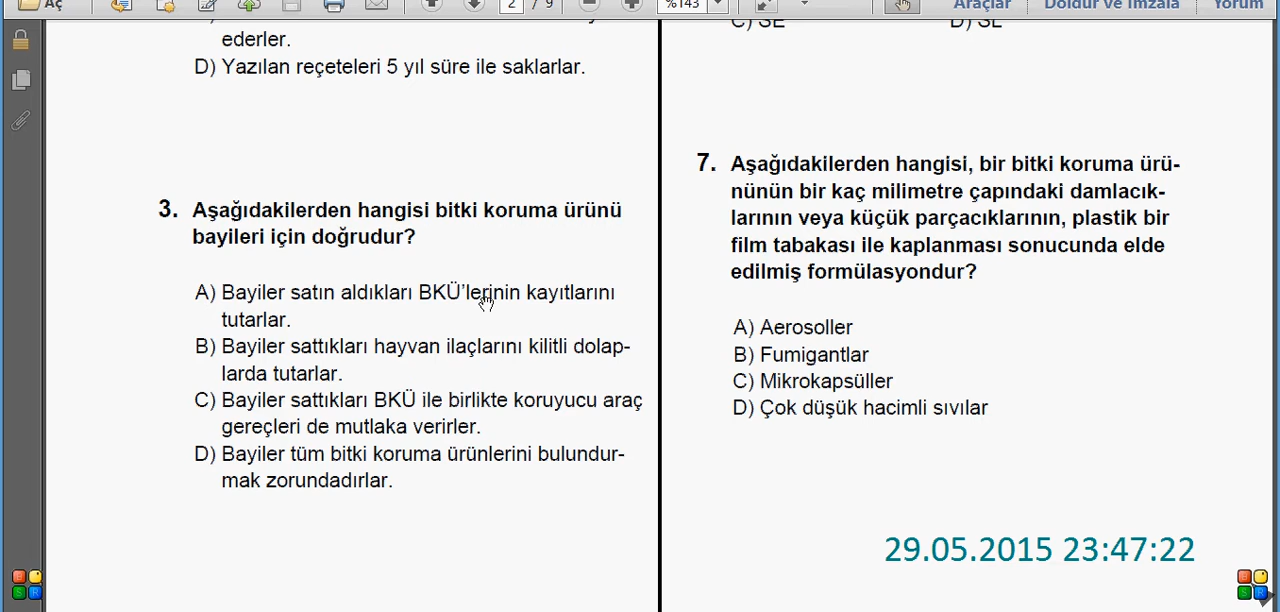 Aç
2 / 9
%143
Araçlar
Doldur ve İmzala
Yorum
ederler.
D) Yazılan reçeteleri 5 yıl süre ile saklarlar.
3. Aşağıdakilerden hangisi bitki koruma ürünü
bayileri için doğrudur?
A) Bayiler satın aldıkları BKÜ'lerinin kayıtlarını
tutarlar.
B) Bayiler sattıkları hayvan ilaçlarını kilitli dolap-
larda tutarlar.
C) Bayiler sattıkları BKÜ ile birlikte koruyucu araç
gereçleri de mutlaka verirler.
D) Bayiler tüm bitki koruma ürünlerini bulundur-
mak zorundadırlar.
C) SE
D) SL
7. Aşağıdakilerden hangisi, bir bitki koruma ürü-
nünün bir kaç milimetre çapındaki damlacık-
larının veya küçük parçacıklarının, plastik bir
film tabakası ile kaplanması sonucunda elde
edilmiş formülasyondur?
A) Aerosoller
B) Fumigantlar
C) Mikrokapsüller
D) Çok düşük hacimli sıvılar
29.05.2015 23:47:22